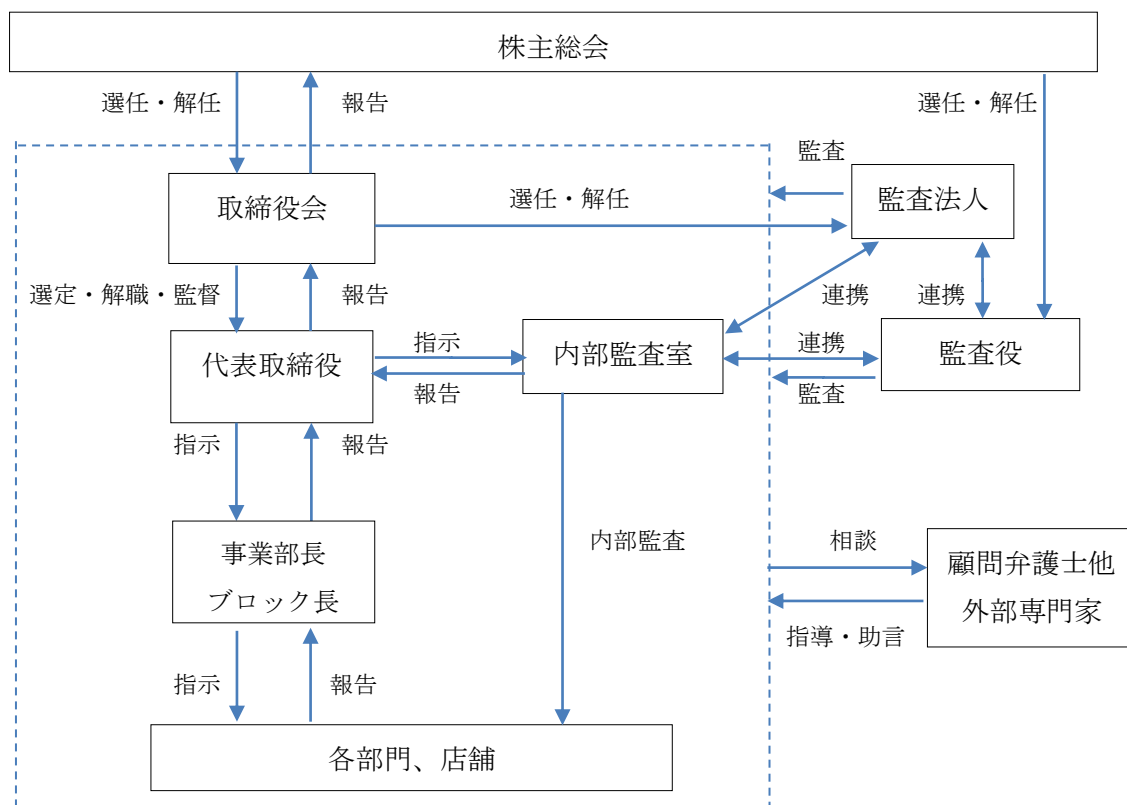 株主総会
選任・解任
報告
選任・解任
監査
取締役会
選任・解任
監査法人
選定・解職・監督
報告
連携
連携
代表取締役
指示
報告
内部監査室
連携
監査
監査役
指示
報告
事業部長
ブロック長
内部監査
相談
顧問弁護士他
外部専門家
指導・助言
指示
報告
各部門、店舗